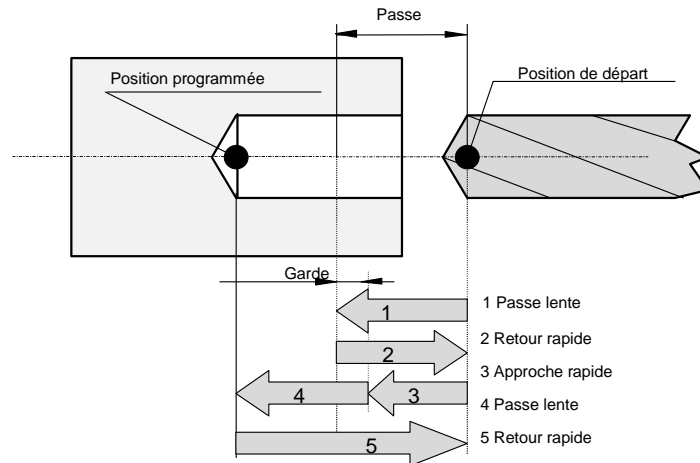 Passe
Position programmée
Position de départ
Garde
1
1 Passe lente
2
2 Retour rapide
3 Approche rapide
4
3
4 Passe lente
5
5 Retour rapide